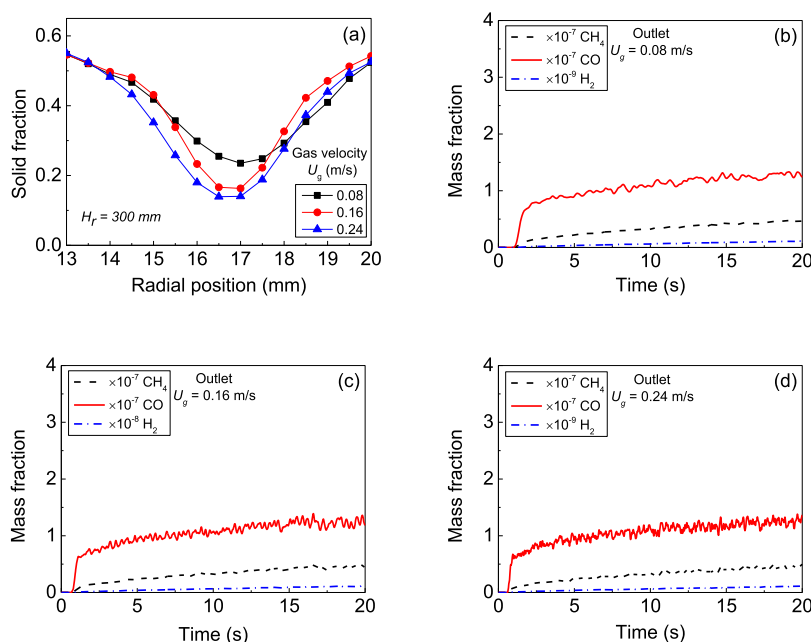 (a)
Solid fraction
0.6
0.4
0.2
0.0
H_r = 300 mm
Gas velocity
U_g (m/s)
0.08
0.16
0.24
13 14 15 16 17 18 19 20
Radial position (mm)
(b)
Mass fraction
4
3
2
1
0
×10⁻⁷ CH₄
×10⁻⁷ CO
×10⁻⁹ H₂
Outlet
U_g = 0.08 m/s
0 5 10 15 20
Time (s)
(c)
Mass fraction
4
3
2
1
0
×10⁻⁷ CH₄
×10⁻⁷ CO
×10⁻⁸ H₂
Outlet
U_g = 0.16 m/s
0 5 10 15 20
Time (s)
(d)
Mass fraction
4
3
2
1
0
×10⁻⁷ CH₄
×10⁻⁷ CO
×10⁻⁹ H₂
Outlet
U_g = 0.24 m/s
0 5 10 15 20
Time (s)